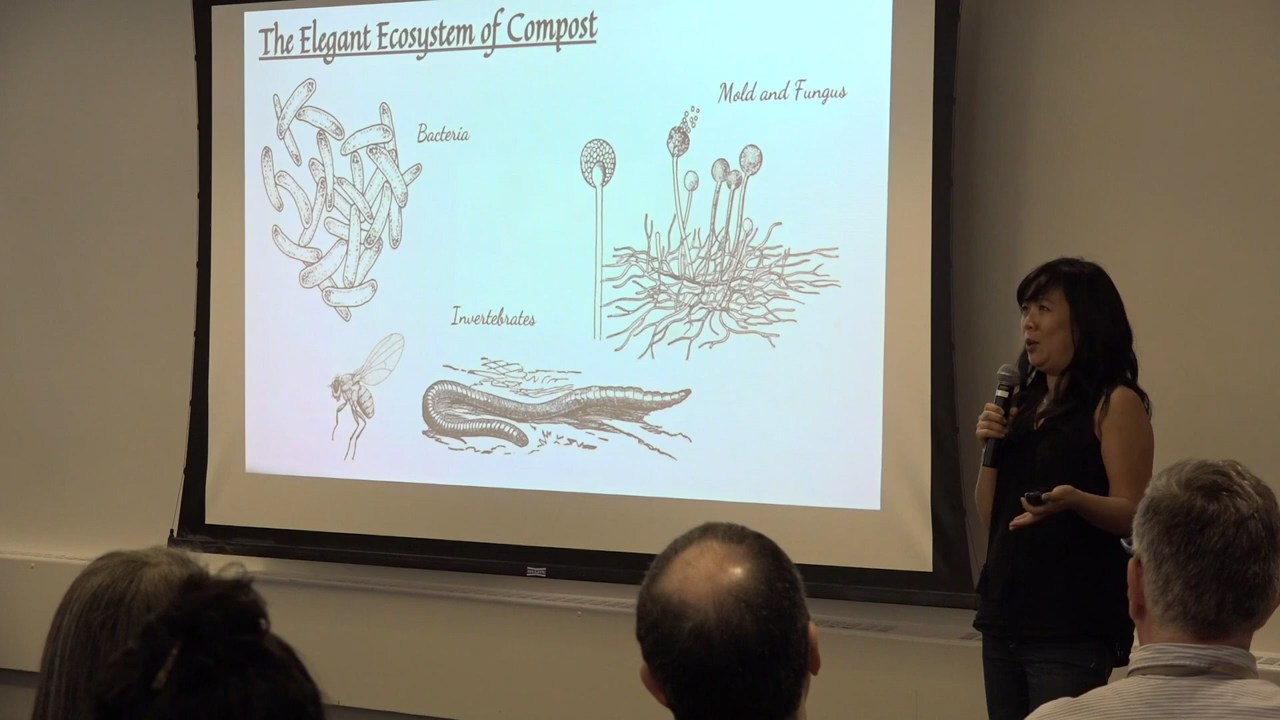 The Elegant Ecosystem of Compost
Mold and Fungus
Bacteria
Invertebrates